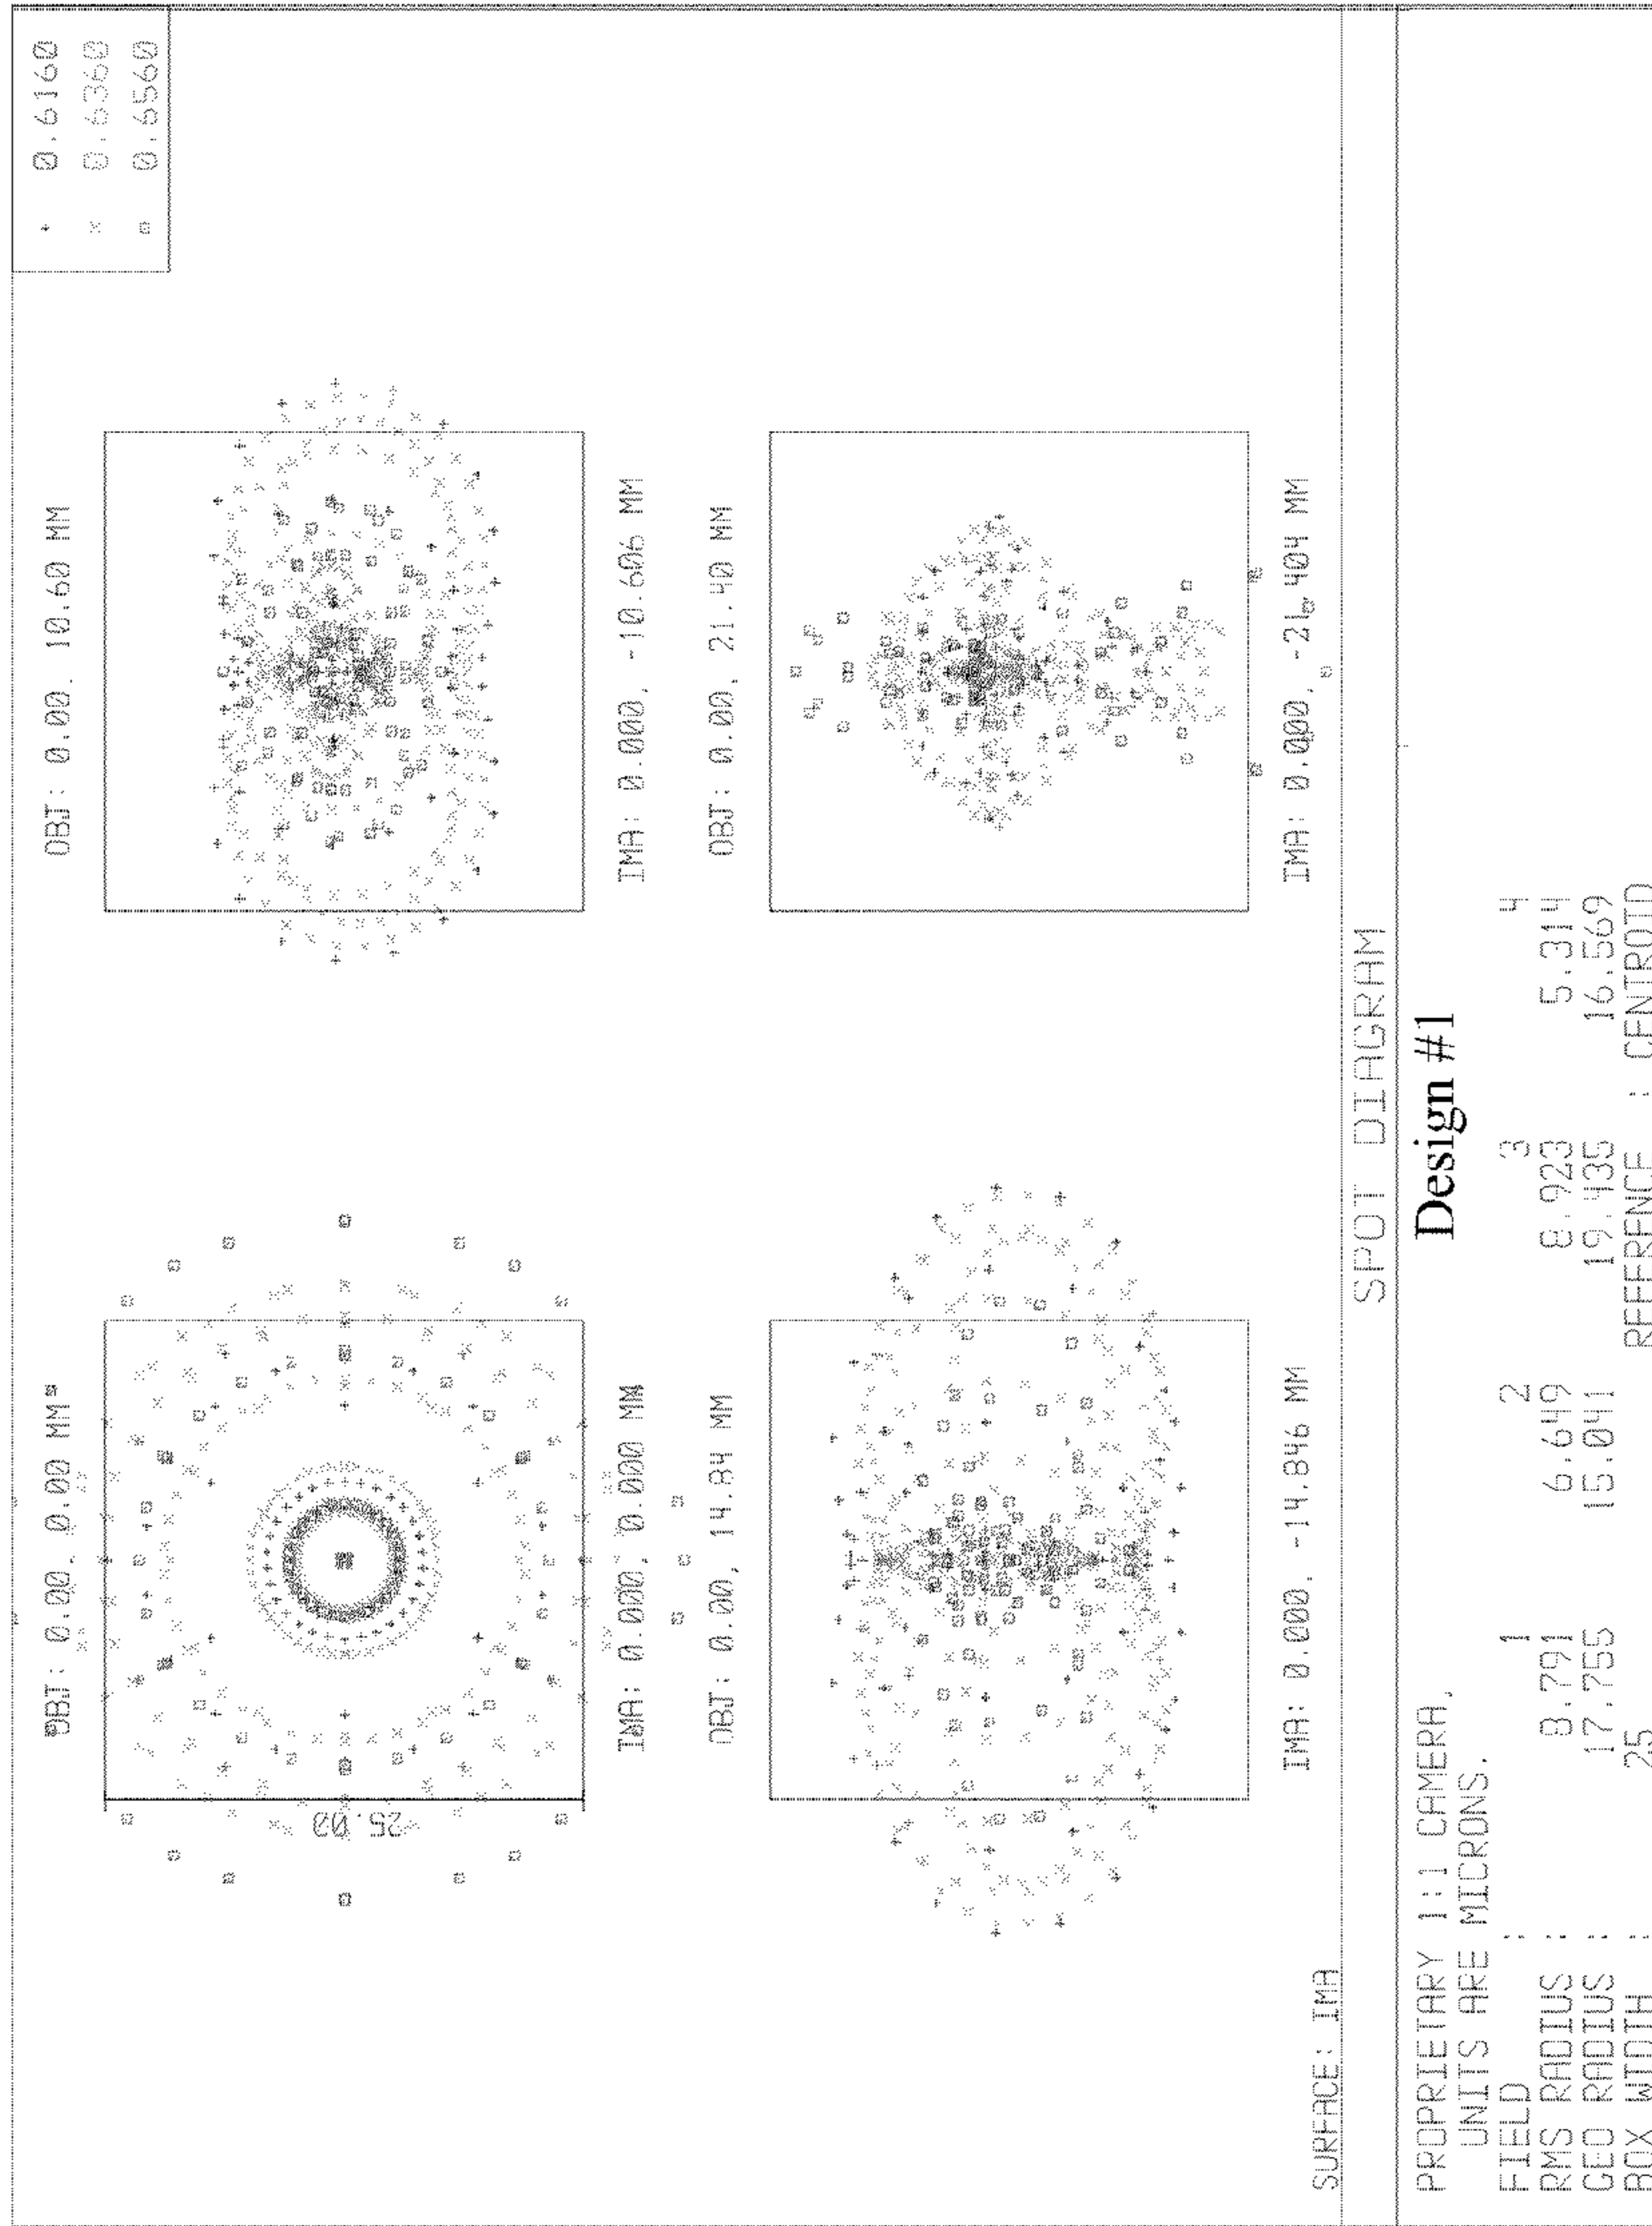 + 0.6160
× 0.6360
□ 0.6560
OBJ: 0.00, 0.00 MM
OBJ: 0.00, 10.60 MM
25.00
IMA: 0.000, 0.000 MM
IMA: 0.000, -10.606 MM
OBJ: 0.00, 14.84 MM
OBJ: 0.00, 21.40 MM
IMA: 0.000, -14.846 MM
IMA: 0.000, -21.404 MM
SURFACE: IMA
SPOT DIAGRAM
PROPRIETARY 1:1 CAMERA. Design #1
UNITS ARE MICRONS.
FIELD : 1 2 3 4
RMS RADIUS : 8.791 6.649 8.923 5.314
GEO RADIUS : 17.755 15.041 19.435 16.569
BOX WIDTH : 25 REFERENCE : CENTROID